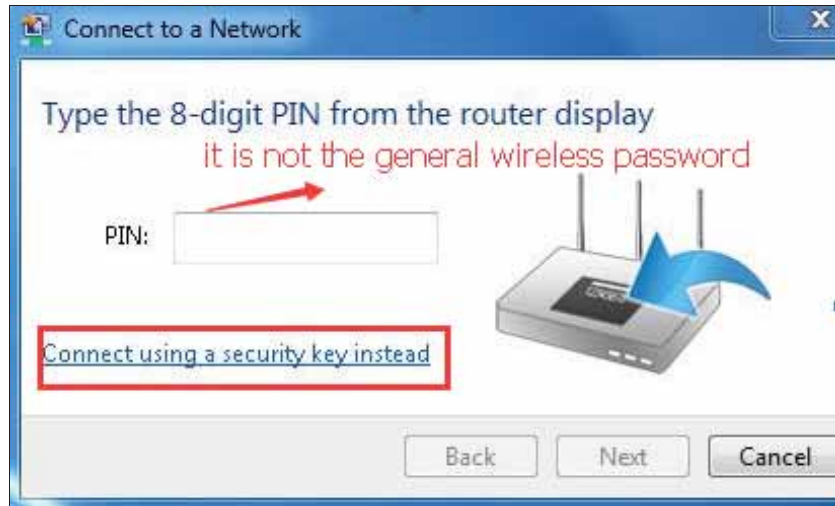 Connect to a Network
Type the 8-digit PIN from the router display
it is not the general wireless password
PIN:
Connect using a security key instead
Back Next Cancel